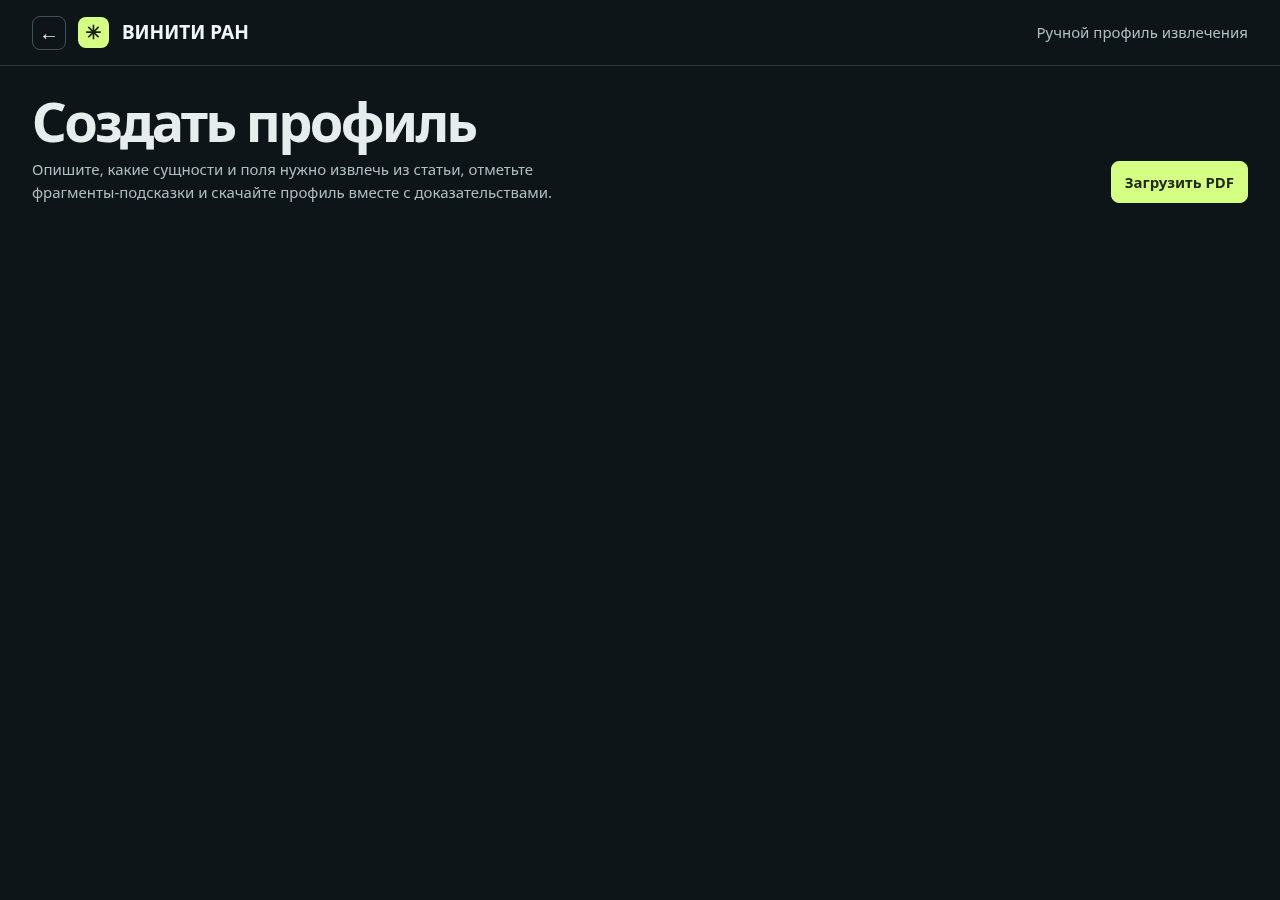 ←
✳ ВИНИТИ РАН
Ручной профиль извлечения
Создать профиль
Опишите, какие сущности и поля нужно извлечь из статьи, отметьте
фрагменты-подсказки и скачайте профиль вместе с доказательствами.
Загрузить PDF